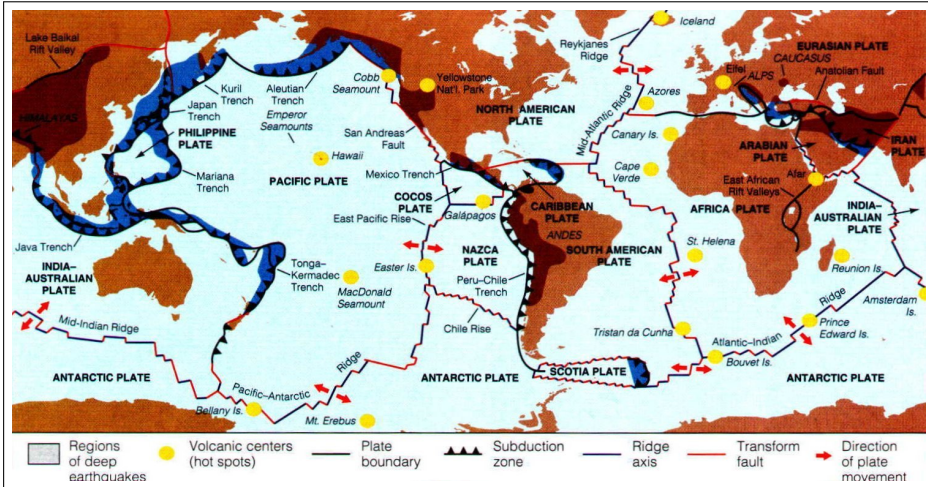 Lake Baikal
Rift Valley
HIMALAYAS
Kuril
Trench
Japan
Trench
PHILIPPINE
PLATE
Mariana
Trench
Java Trench
INDIA–
AUSTRALIAN
PLATE
Mid-Indian Ridge
ANTARCTIC PLATE
Aleutian
Trench
Emperor
Seamounts
Hawaii
PACIFIC PLATE
Tonga–
Kermadec
Trench
MacDonald
Seamount
Pacific–Antarctic
Ridge
Bellany Is.
Mt. Erebus
Cobb
Seamount
Yellowstone
Nat'l. Park
San Andreas
Fault
NORTH AMERICAN
PLATE
Mexico Trench
COCOS
PLATE
East Pacific Rise
Galápagos
CARIBBEAN
PLATE
NAZCA
PLATE
Easter Is.
Peru–Chile
Trench
Chile Rise
ANDES
SOUTH AMERICAN
PLATE
ANTARCTIC PLATE
SCOTIA PLATE
Iceland
Reykjanes
Ridge
Azores
Mid-Atlantic Ridge
Canary Is.
Cape
Verde
EURASIAN PLATE
CAUCASUS
Eifel
ALPS
Anatolian Fault
ARABIAN
PLATE
IRAN
PLATE
Afar
East African
Rift Valleys
AFRICA PLATE
INDIA–
AUSTRALIAN
PLATE
St. Helena
Reunion Is.
Amsterdam
Is.
Tristan da Cunha
Atlantic–Indian
Ridge
Prince
Edward Is.
Bouvet Is.
ANTARCTIC PLATE
Regions
of deep
earthquakes
Volcanic centers
(hot spots)
Plate
boundary
Subduction
zone
Ridge
axis
Transform
fault
Direction
of plate
movement